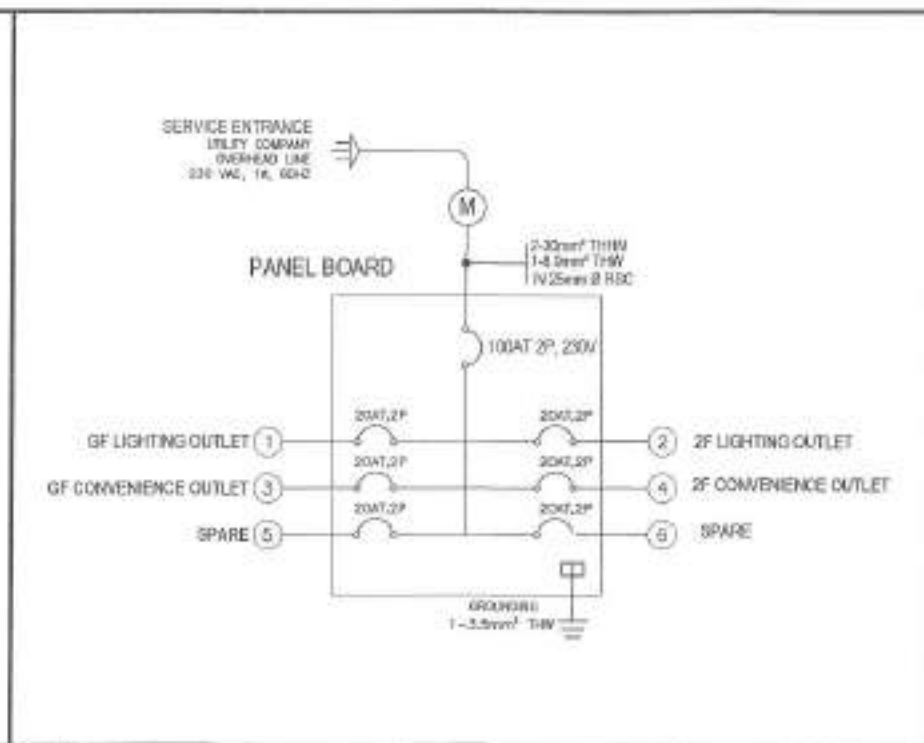 SERVICE ENTRANCE
UTILITY COMPANY
OVERHEAD LINE
230 VAC, 1ø, 60HZ
M
2-30mm² THHN
1-8.0mm² THW
IN 25mm Ø RSC
PANEL BOARD
100AT 2P, 230V
20AT,2P
20AT,2P
GF LIGHTING OUTLET 1
2 2F LIGHTING OUTLET
20AT,2P
20AT,2P
GF CONVENIENCE OUTLET 3
4 2F CONVENIENCE OUTLET
20AT,2P
20AT,2P
SPARE 5
6 SPARE
GROUNDING
1-3.5mm² THW